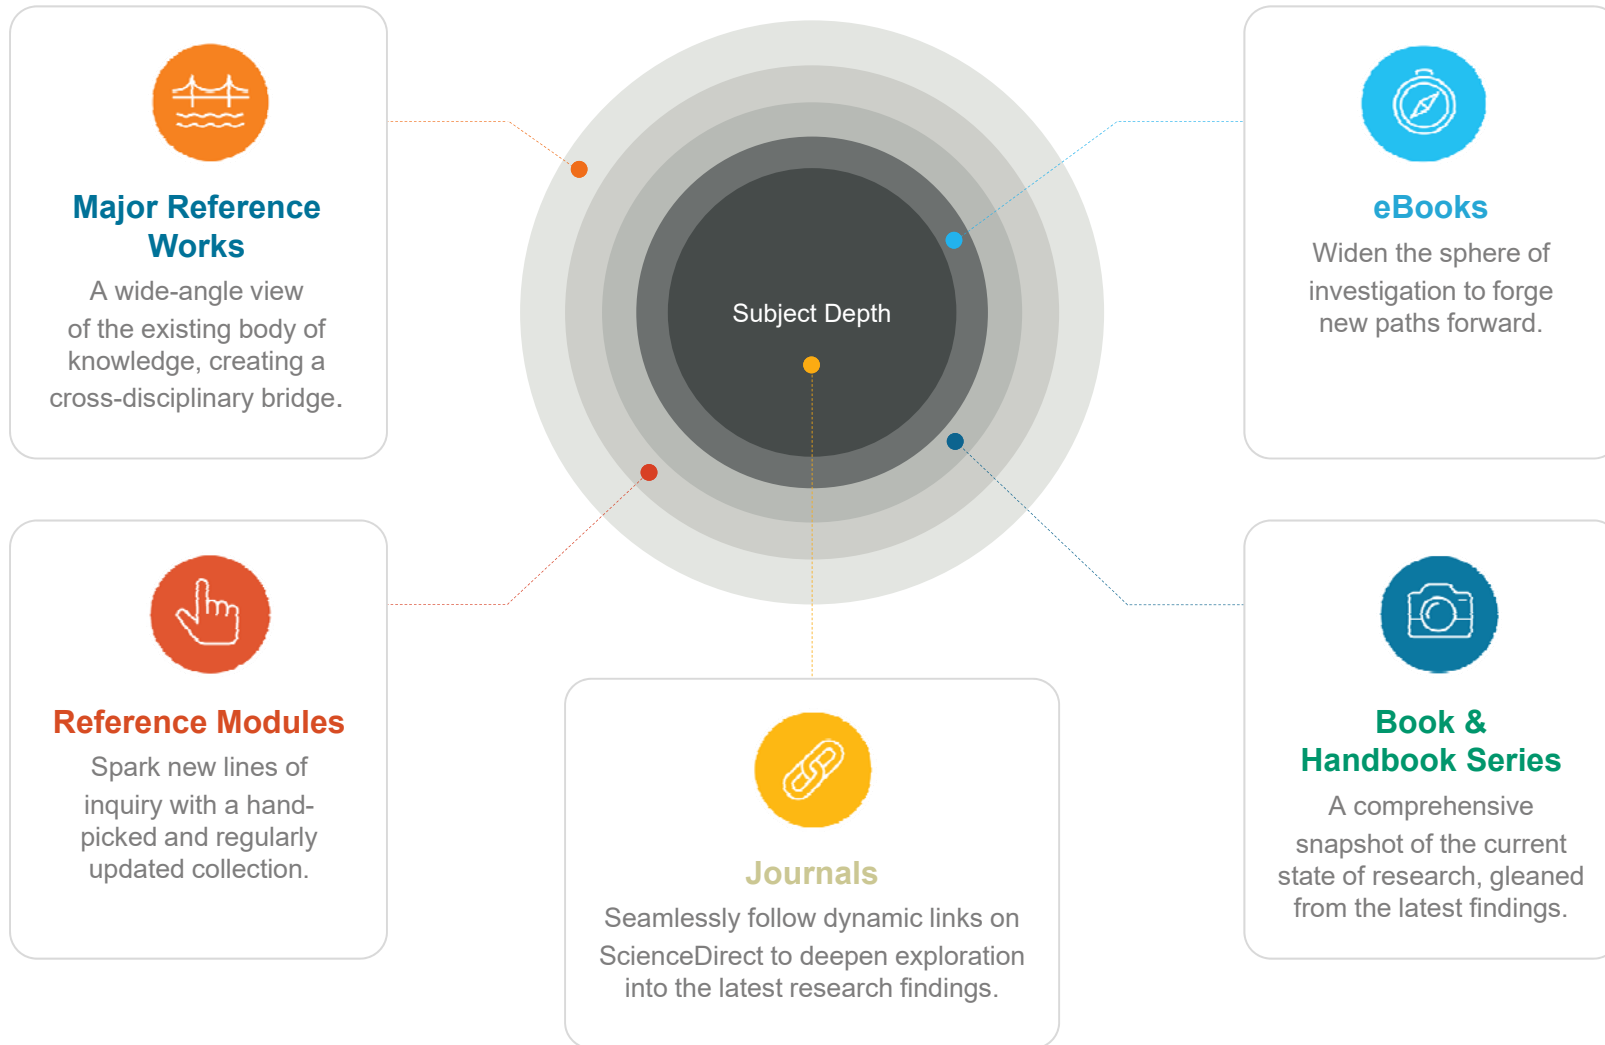 Major Reference
Works
A wide-angle view
of the existing body of
knowledge, creating a
cross-disciplinary bridge.
Subject Depth
eBooks
Widen the sphere of
investigation to forge
new paths forward.
Reference Modules
Spark new lines of
inquiry with a hand-
picked and regularly
updated collection.
Journals
Seamlessly follow dynamic links on
ScienceDirect to deepen exploration
into the latest research findings.
Book &
Handbook Series
A comprehensive
snapshot of the current
state of research, gleaned
from the latest findings.